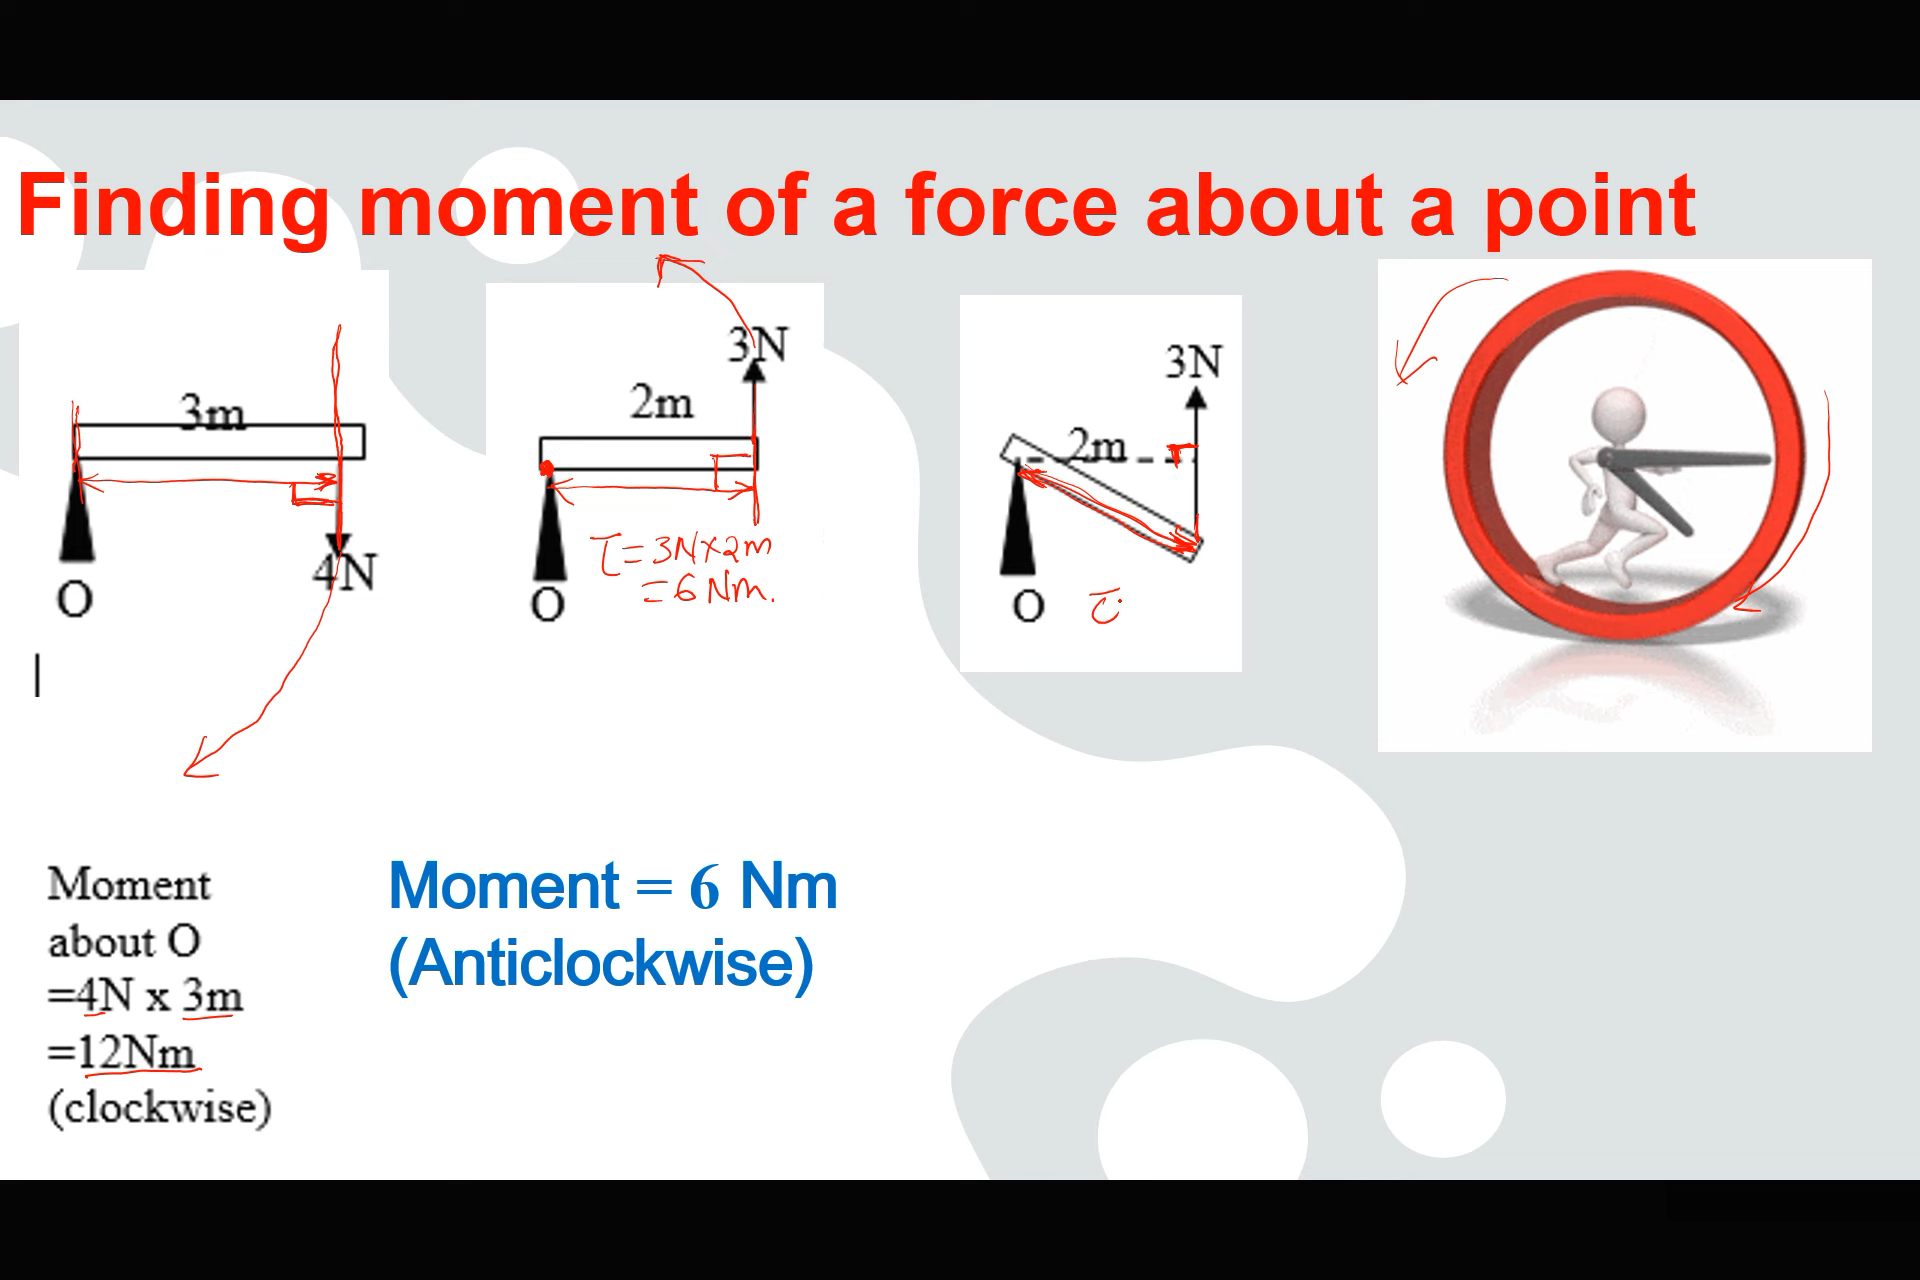 Finding moment of a force about a point
3m
4N
O
3N
2m
τ = 3N×2m
= 6 Nm.
O
3N
2m
O
τ
Moment
about O
=4N x 3m
=12Nm
(clockwise)
Moment = 6 Nm
(Anticlockwise)